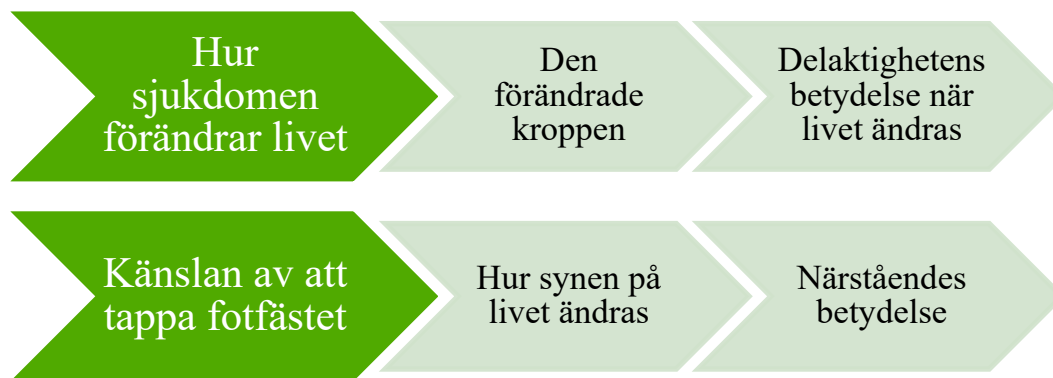 Hur
sjukdomen
förändrar livet
Den
förändrade
kroppen
Delaktighetens
betydelse när
livet ändras
Känslan av att
tappa fotfästet
Hur synen på
livet ändras
Närståendes
betydelse